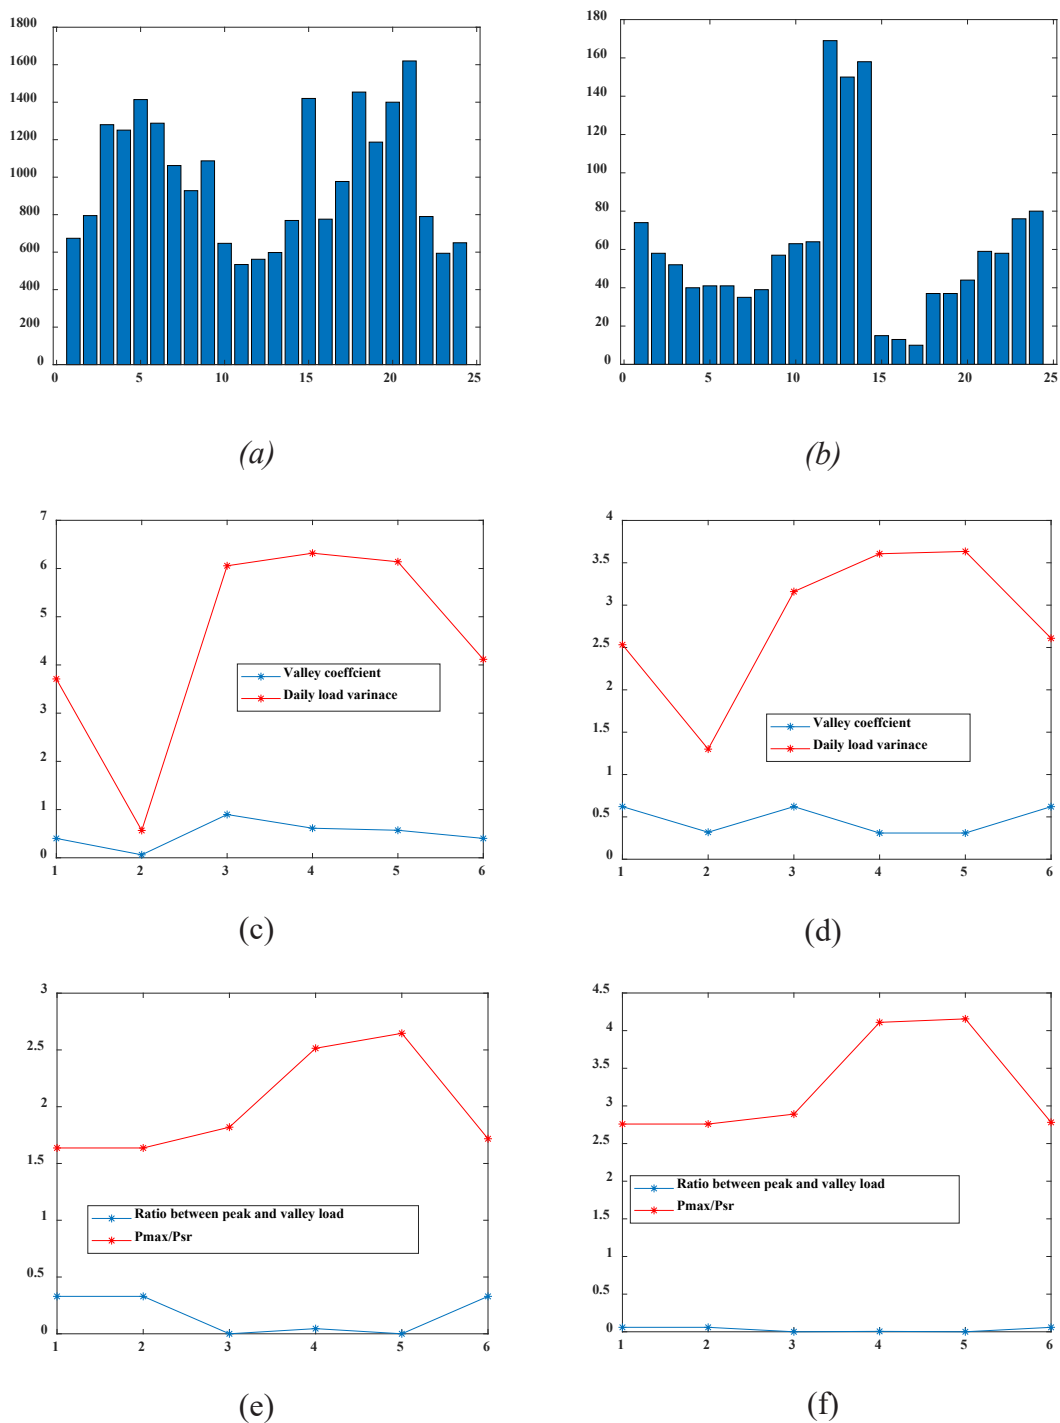 1800
1600
1400
1200
1000
800
600
400
200
0
0 5 10 15 20 25
(a)
180
160
140
120
100
80
60
40
20
0
0 5 10 15 20 25
(b)
7
6
5
4
3
2
1
0
Valley coeffcient
Daily load varinace
1 2 3 4 5 6
(c)
4
3.5
3
2.5
2
1.5
1
0.5
0
Valley coeffcient
Daily load varinace
1 2 3 4 5 6
(d)
3
2.5
2
1.5
1
0.5
0
Ratio between peak and valley load
Pmax/Psr
1 2 3 4 5 6
(e)
4.5
4
3.5
3
2.5
2
1.5
1
0.5
0
Ratio between peak and valley load
Pmax/Psr
1 2 3 4 5 6
(f)